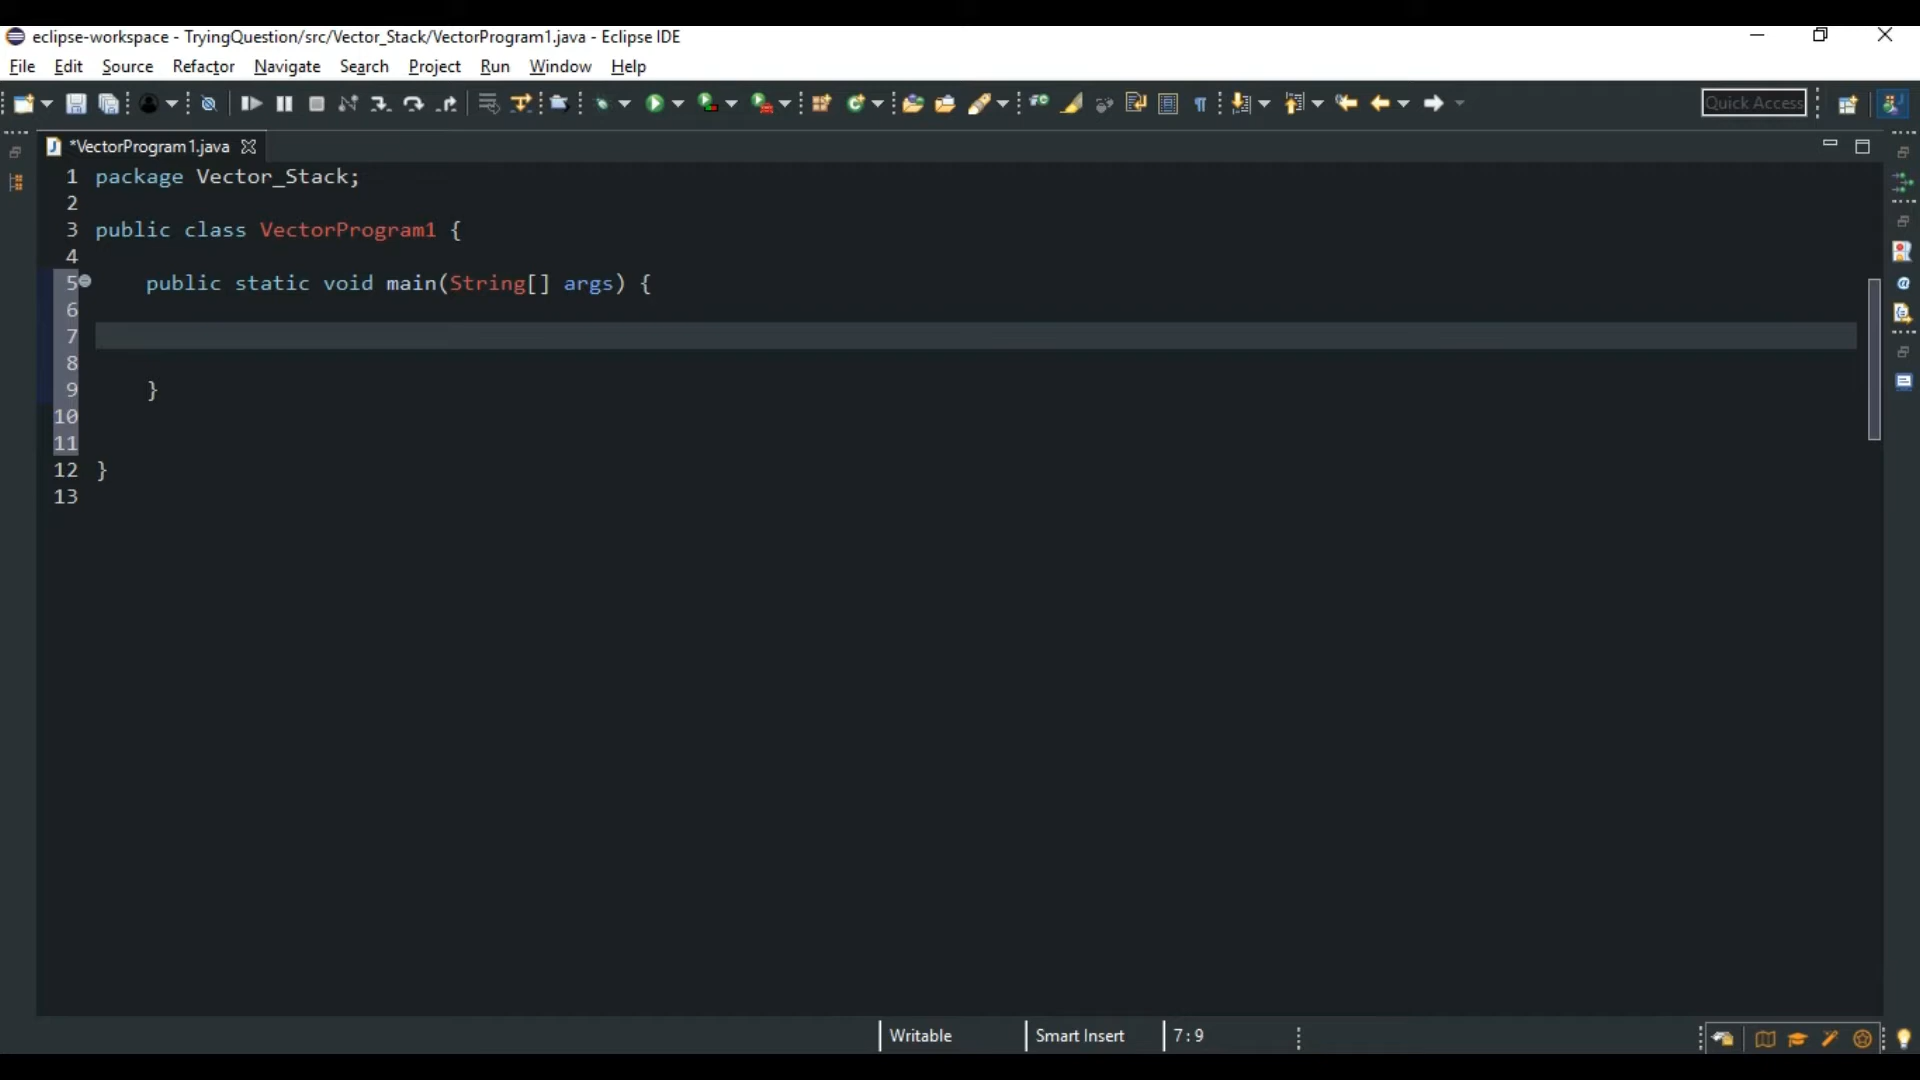 eclipse-workspace - TryingQuestion/src/Vector_Stack/VectorProgram1.java - Eclipse IDE
File Edit Source Refactor Navigate Search Project Run Window Help
Quick Access
*VectorProgram1.java
1 package Vector_Stack;
2
3 public class VectorProgram1 {
4
5 public static void main(String[] args) {
6
7
8
9 }
10
11
12 }
13
Writable Smart Insert 7 : 9